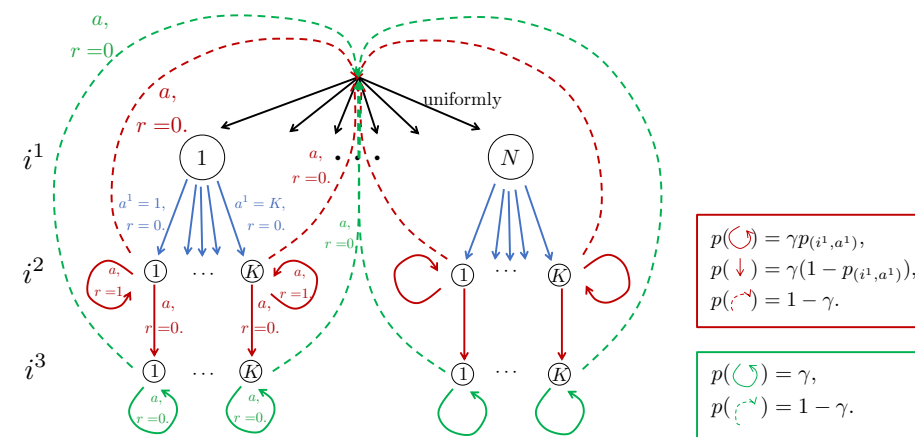 a,
r =0.
a,
r =0.
uniformly
i¹
1
a,
r =0.
· · ·
N
a¹ = 1,
r =0.
a¹ = K,
r =0.
a,
r =0.
i²
a,
r =1.
1
· · ·
K
a,
r =1.
1
· · ·
K
a,
r =0.
a,
r =0.
i³
1
· · ·
K
1
· · ·
K
a,
r =0.
a,
r =0.
p(↺) = γp₍ᵢ¹,ₐ¹₎,
p(↓) = γ(1 − p₍ᵢ¹,ₐ¹₎),
p(⤵) = 1 − γ.
p(↺) = γ,
p(⤵) = 1 − γ.